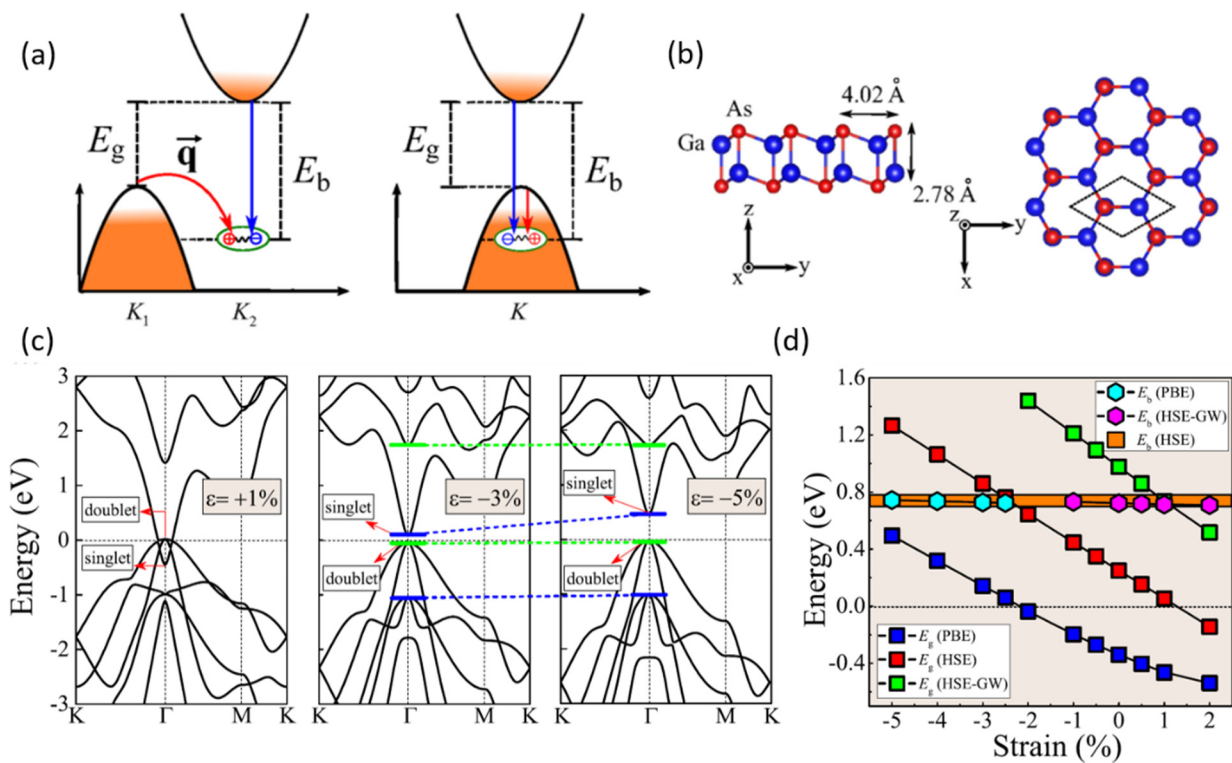 (a)
E_g
q
E_b
K_1
K_2
E_g
E_b
K
(b)
As
Ga
4.02 Å
2.78 Å
z
x
y
z
y
x
(c)
Energy (eV)
3
2
1
0
-1
-2
-3
doublet
singlet
ε= +1%
K
Γ
M
K
singlet
doublet
ε= −3%
K
Γ
M
K
singlet
doublet
ε= −5%
K
Γ
M
K
(d)
Energy (eV)
1.6
1.2
0.8
0.4
0.0
-0.4
E_b (PBE)
E_b (HSE-GW)
E_b (HSE)
E_g (PBE)
E_g (HSE)
E_g (HSE-GW)
-5 -4 -3 -2 -1 0 1 2
Strain (%)